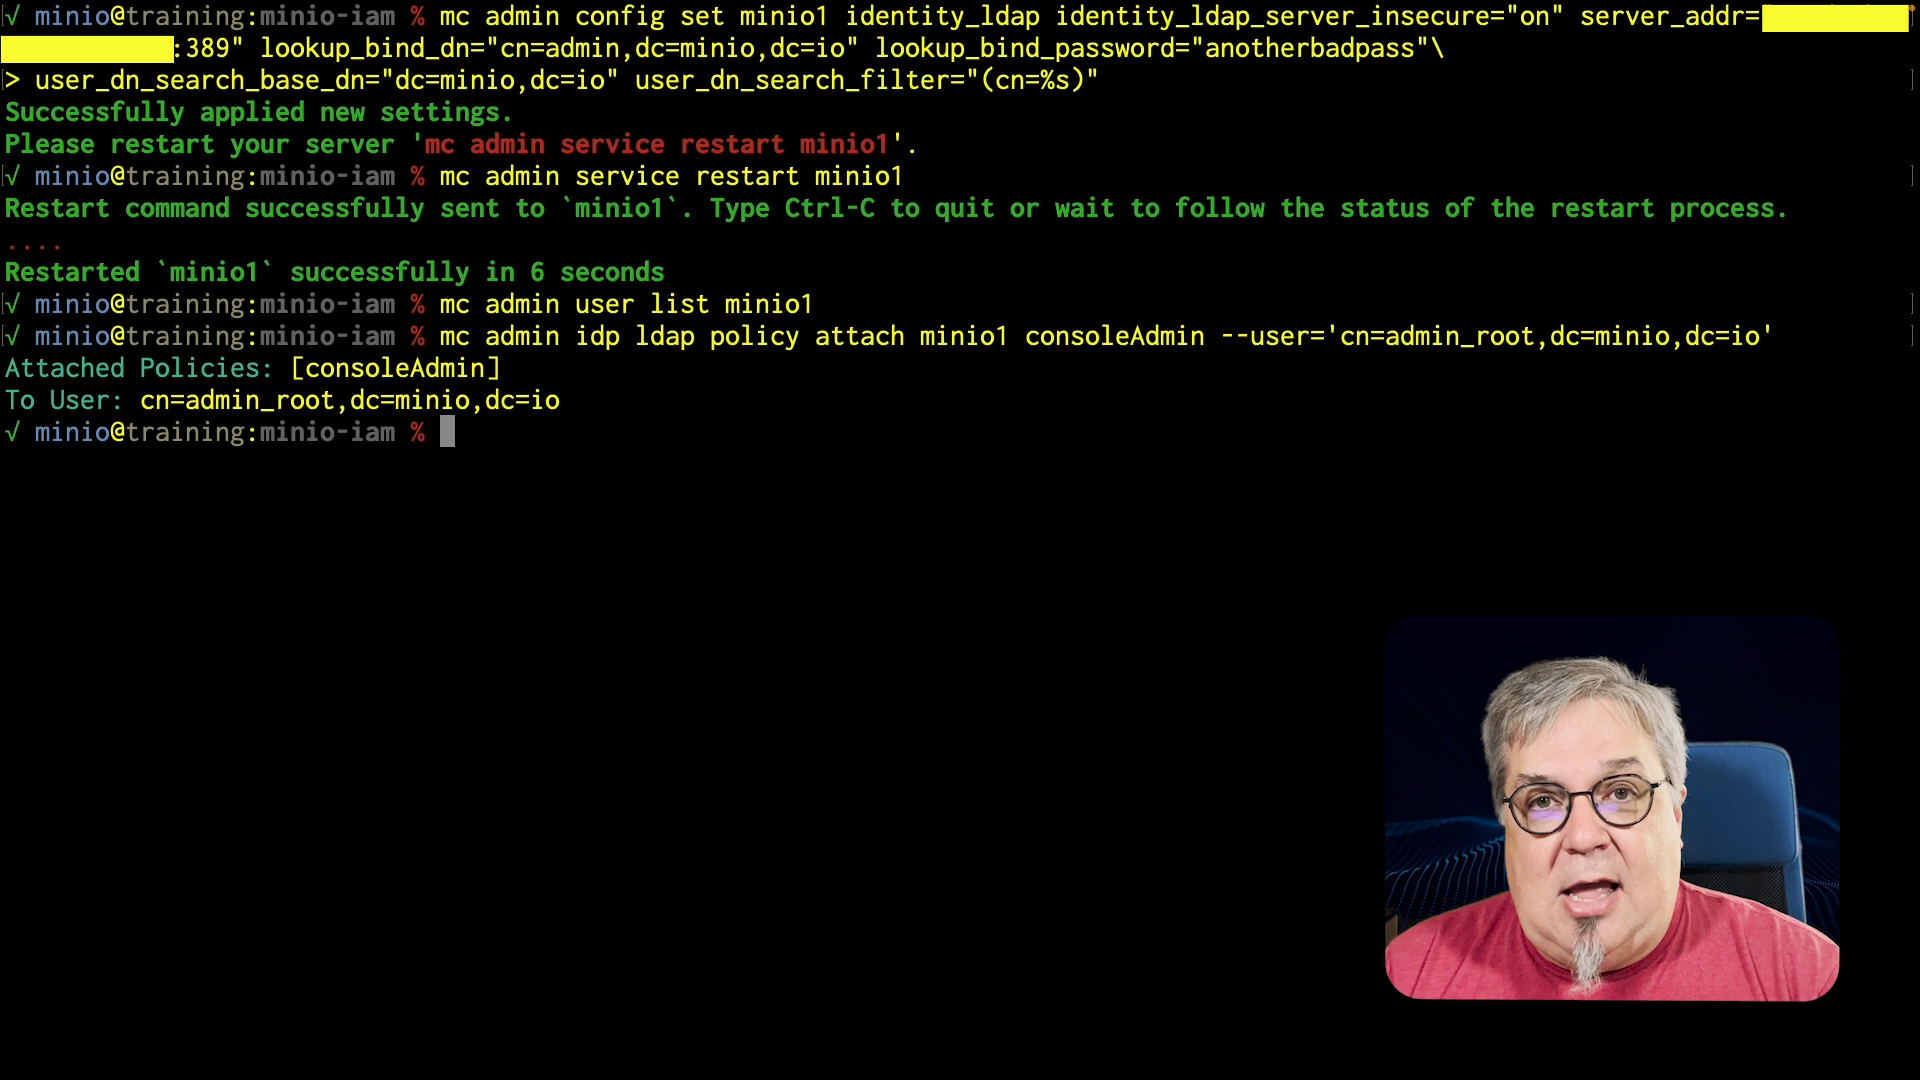 √ minio@training:minio-iam % mc admin config set minio1 identity_ldap identity_ldap_server_insecure="on" server_addr="
:389" lookup_bind_dn="cn=admin,dc=minio,dc=io" lookup_bind_password="anotherbadpass"\
> user_dn_search_base_dn="dc=minio,dc=io" user_dn_search_filter="(cn=%s)"
Successfully applied new settings.
Please restart your server 'mc admin service restart minio1'.
√ minio@training:minio-iam % mc admin service restart minio1
Restart command successfully sent to `minio1`. Type Ctrl-C to quit or wait to follow the status of the restart process.
....
Restarted `minio1` successfully in 6 seconds
√ minio@training:minio-iam % mc admin user list minio1
√ minio@training:minio-iam % mc admin idp ldap policy attach minio1 consoleAdmin --user='cn=admin_root,dc=minio,dc=io'
Attached Policies: [consoleAdmin]
To User: cn=admin_root,dc=minio,dc=io
√ minio@training:minio-iam %